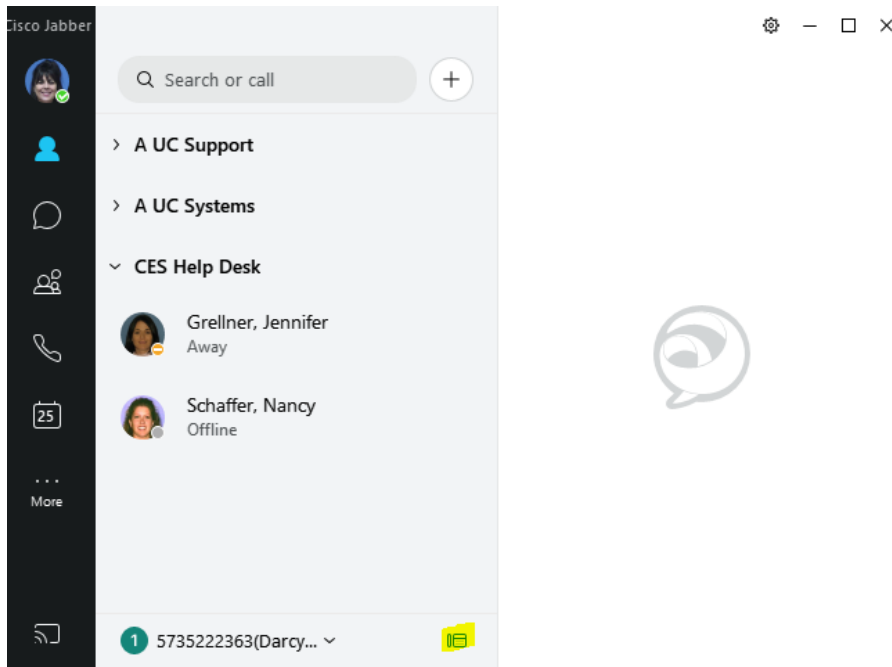 Cisco Jabber
Search or call
A UC Support
A UC Systems
CES Help Desk
Grellner, Jennifer
Away
Schaffer, Nancy
Offline
25
...
More
1 5735222363(Darcy...